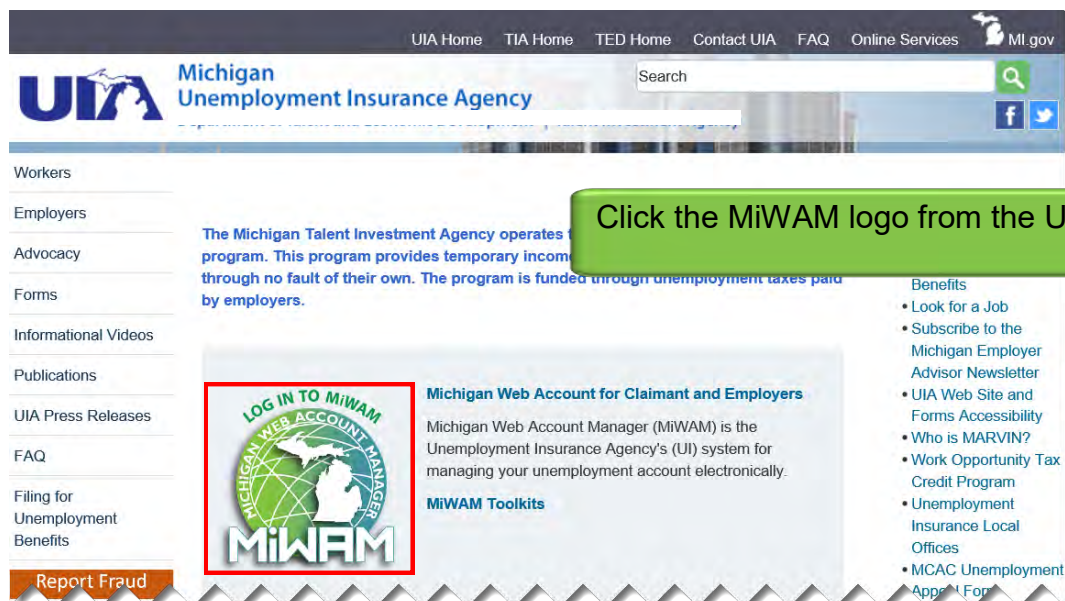 UIA Home TIA Home TED Home Contact UIA FAQ Online Services MI.gov
UIA
Michigan
Unemployment Insurance Agency
Search
f
Workers
Employers
Advocacy
Forms
Informational Videos
Publications
UIA Press Releases
FAQ
Filing for
Unemployment
Benefits
Report Fraud
Click the MiWAM logo from the U
The Michigan Talent Investment Agency operates
program. This program provides temporary income
through no fault of their own. The program is funded through unemployment taxes paid
by employers.
LOG IN TO MiWAM
MICHIGAN WEB ACCOUNT MANAGER
MiWAM
Michigan Web Account for Claimant and Employers
Michigan Web Account Manager (MiWAM) is the
Unemployment Insurance Agency's (UI) system for
managing your unemployment account electronically.
MiWAM Toolkits
Benefits
• Look for a Job
• Subscribe to the
Michigan Employer
Advisor Newsletter
• UIA Web Site and
Forms Accessibility
• Who is MARVIN?
• Work Opportunity Tax
Credit Program
• Unemployment
Insurance Local
Offices
• MCAC Unemployment
Appeal Form